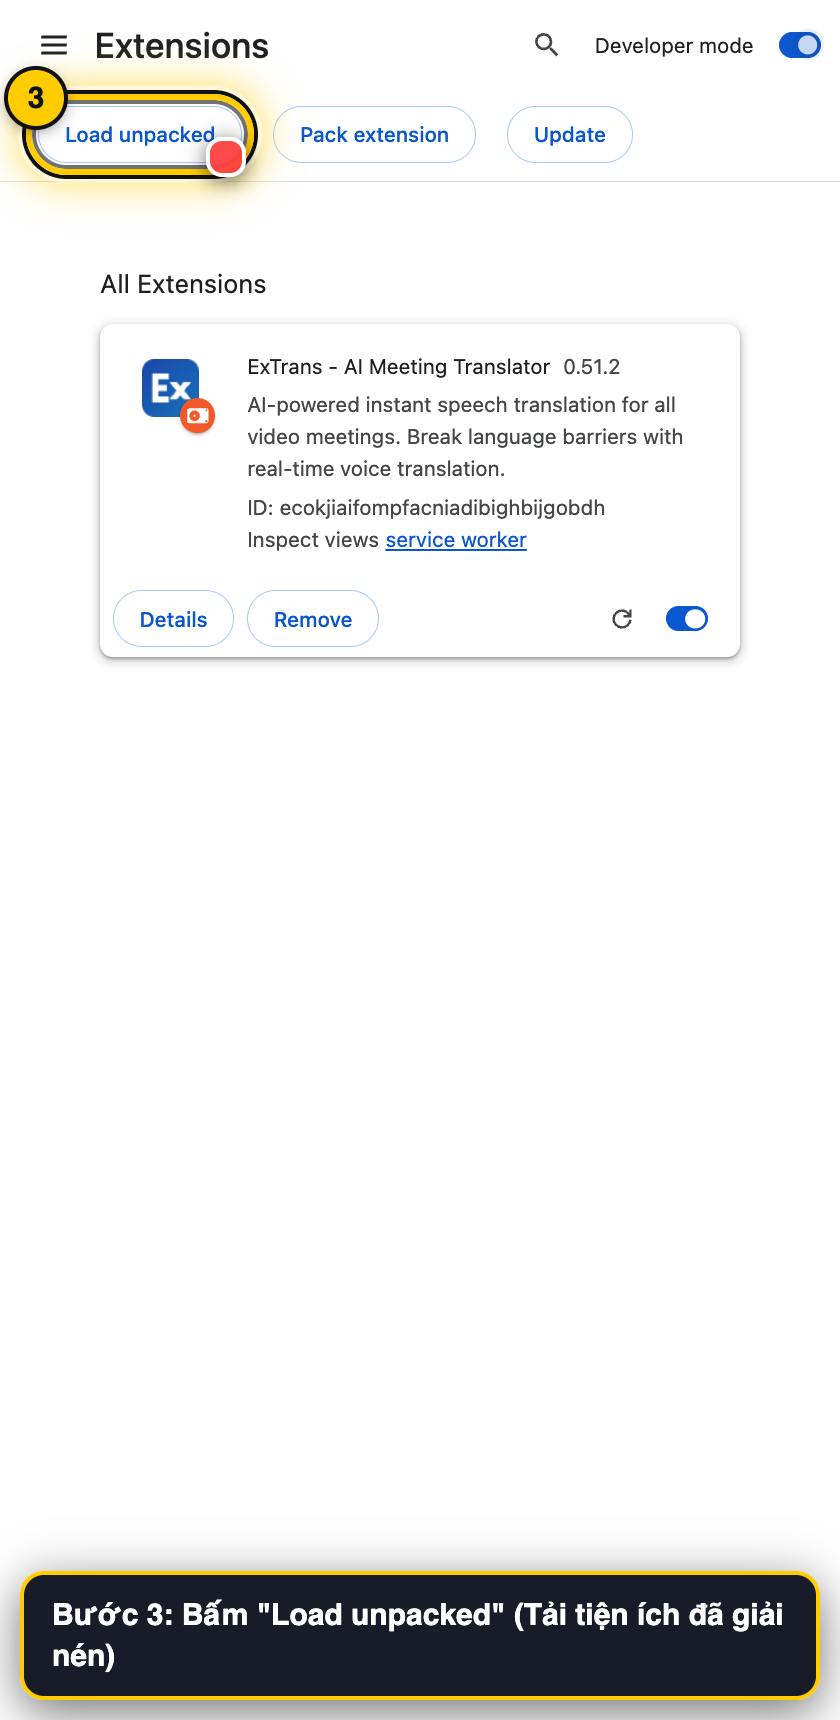 Extensions
Developer mode
3
Load unpacked
Pack extension
Update
All Extensions
Ex
ExTrans - AI Meeting Translator 0.51.2
AI-powered instant speech translation for all
video meetings. Break language barriers with
real-time voice translation.
ID: ecokjiaifompfacniadibighbijgobdh
Inspect views service worker
Details
Remove
Bước 3: Bấm "Load unpacked" (Tải tiện ích đã giải
nén)